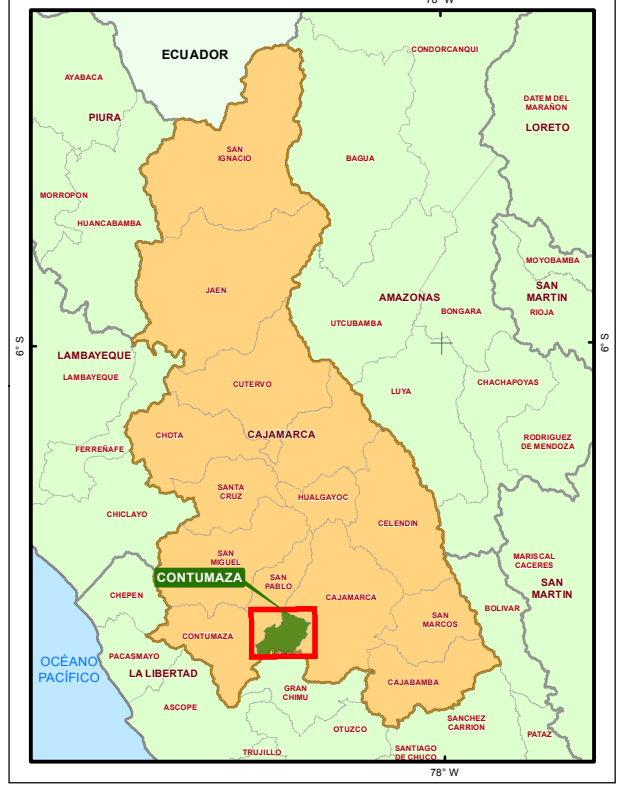 78° W
ECUADOR
CONDORCANQUI
AYABACA
DATEM DEL
MARAÑON
PIURA
LORETO
SAN
IGNACIO
BAGUA
MORROPON
HUANCABAMBA
MOYOBAMBA
SAN
MARTIN
JAEN
AMAZONAS
BONGARA
RIOJA
UTCUBAMBA
6° S
6° S
LAMBAYEQUE
LAMBAYEQUE
CUTERVO
LUYA
CHACHAPOYAS
CHOTA
CAJAMARCA
FERREÑAFE
RODRIGUEZ
DE MENDOZA
SANTA
CRUZ
HUALGAYOC
CHICLAYO
CELENDIN
SAN
MIGUEL
MARISCAL
CACERES
SAN
MARTIN
CONTUMAZA
SAN
PABLO
CHEPEN
CAJAMARCA
BOLIVAR
SAN
MARCOS
CONTUMAZA
OCÉANO
PACÍFICO
PACASMAYO
LA LIBERTAD
GRAN
CHIMU
CAJABAMBA
ASCOPE
OTUZCO
SANCHEZ
CARRION
PATAZ
TRUJILLO
SANTIAGO
DE CHUCO
78° W